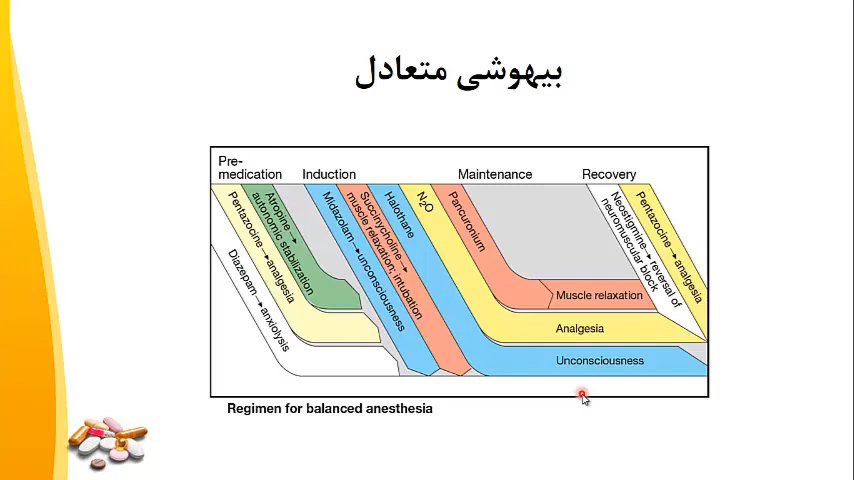 بیهوشی متعادل
Pre-
medication
Induction
Maintenance
Recovery
Diazepam→anxiolysis
Pentazocine→analgesia
Atropine→
autonomic stabilization
Midazolam→unconsciousness
Succinycholine→
muscle relaxation; intubation
Halothane
N₂O
Pancuronium
Neostigmine→reversal of
neuromuscular block
Pentazocine→analgesia
Muscle relaxation
Analgesia
Unconsciousness
Regimen for balanced anesthesia